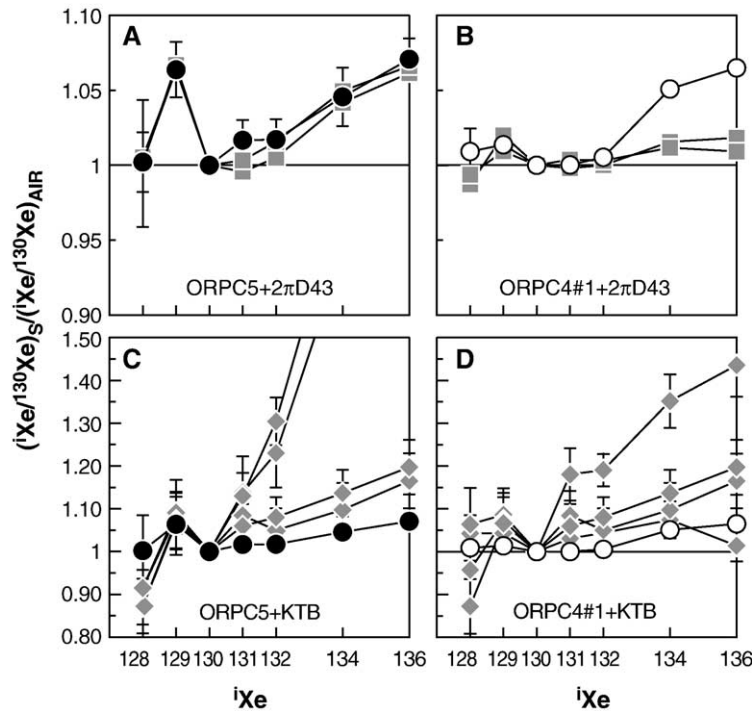 A
B
1.10
1.05
1
0.95
0.90
ORPC5+2πD43
ORPC4#1+2πD43
(ⁱXe/¹³⁰Xe)S/(ⁱXe/¹³⁰Xe)AIR
C
D
1.50
1.40
1.30
1.20
1.10
1
0.90
0.80
ORPC5+KTB
ORPC4#1+KTB
128 129 130 131 132 134 136
128 129 130 131 132 134 136
ⁱXe
ⁱXe